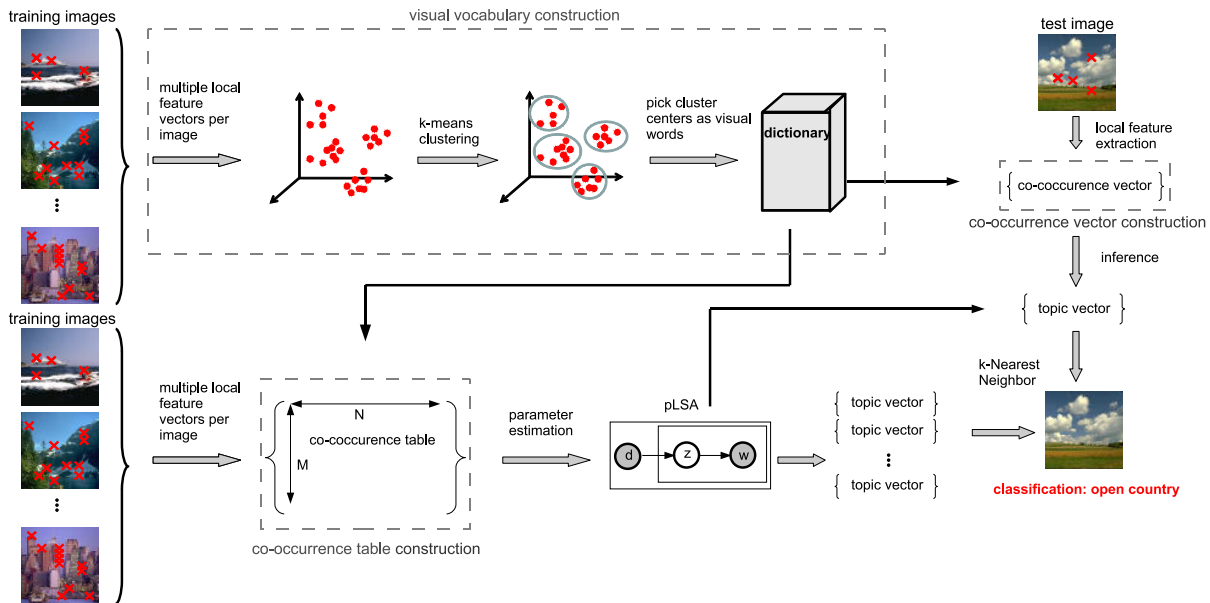 training images
visual vocabulary construction
multiple local
feature
vectors per
image
k-means
clustering
pick cluster
centers as visual
words
dictionary
test image
local feature
extraction
{ co-coccurence vector }
co-occurrence vector construction
inference
{ topic vector }
k-Nearest
Neighbor
training images
multiple local
feature
vectors per
image
N
co-coccurence table
M
co-occurrence table construction
parameter
estimation
pLSA
d
z
w
{ topic vector }
{ topic vector }
{ topic vector }
classification: open country